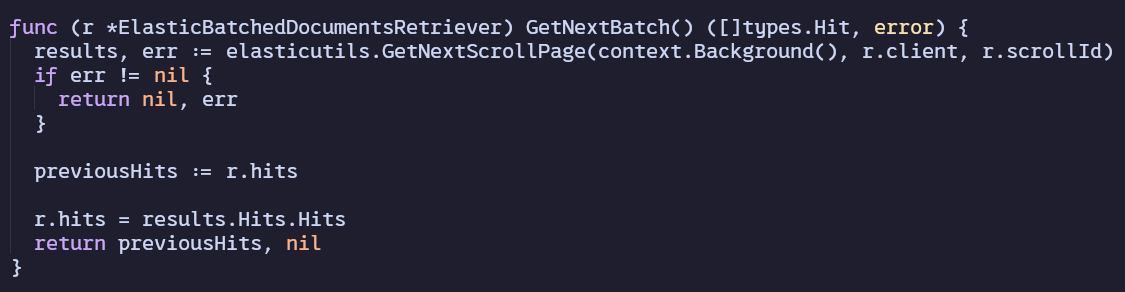 func (r *ElasticBatchedDocumentsRetriever) GetNextBatch() ([]types.Hit, error) {
  results, err := elasticutils.GetNextScrollPage(context.Background(), r.client, r.scrollId)
  if err != nil {
    return nil, err
  }

  previousHits := r.hits

  r.hits = results.Hits.Hits
  return previousHits, nil
}